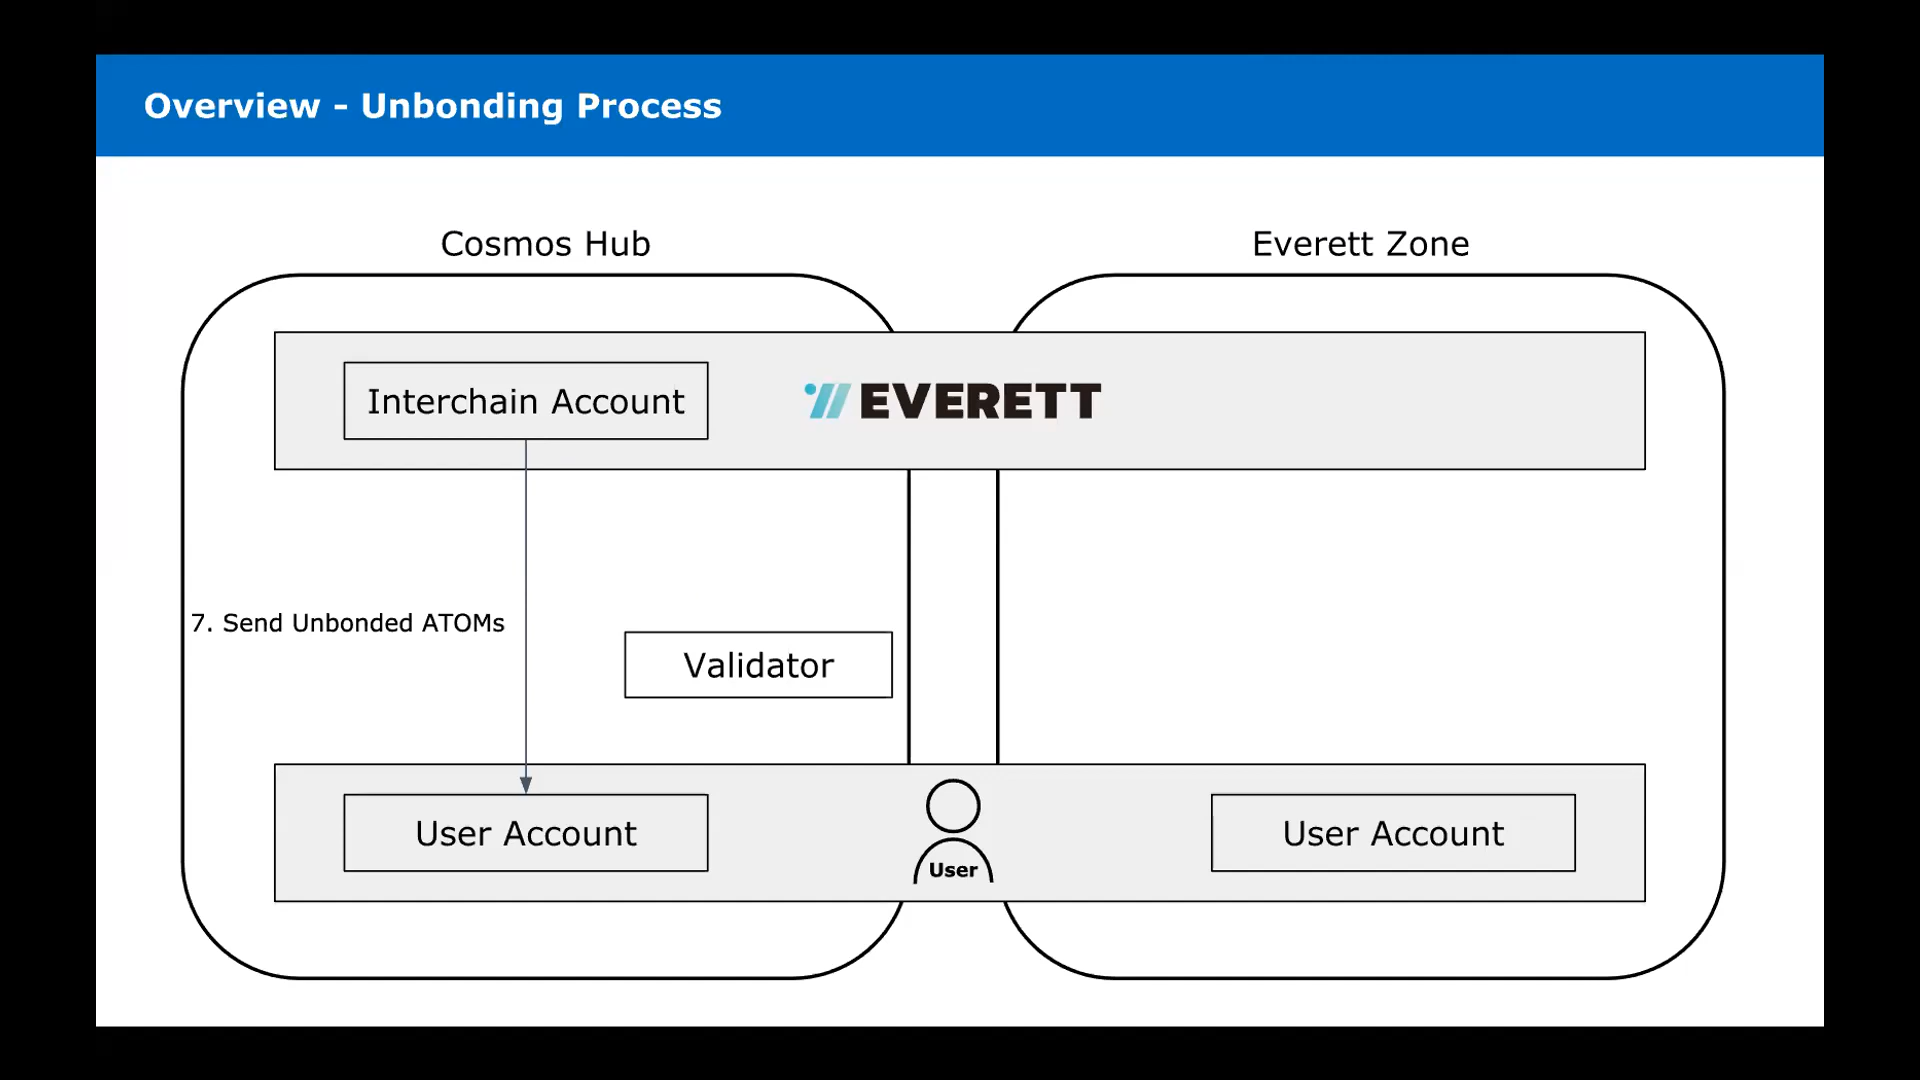 Overview - Unbonding Process
Cosmos Hub
Everett Zone
Interchain Account
EVERETT
7. Send Unbonded ATOMs
Validator
User Account
User
User Account